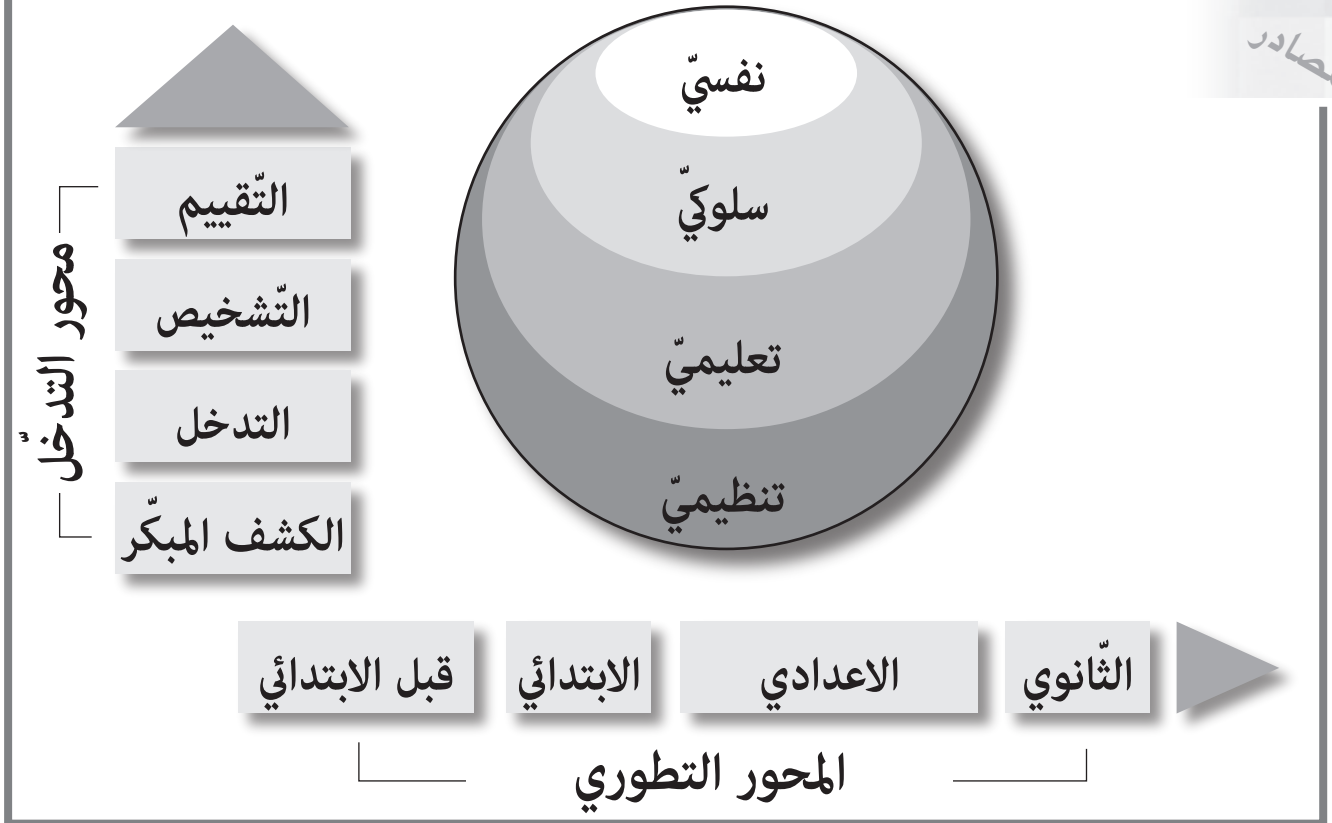 نفسيّ
سلوكيّ
تعليميّ
تنظيميّ
محور التدخّل
التّقييم
التّشخيص
التدخل
الكشف المبكّر
قبل الابتدائي
الابتدائي
الاعدادي
الثّانوي
المحور التطوري